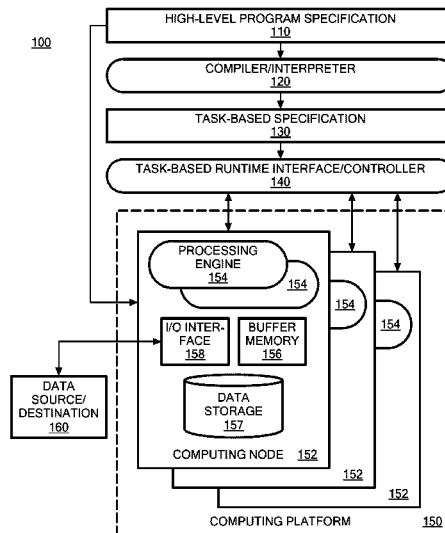 100
HIGH-LEVEL PROGRAM SPECIFICATION
110
COMPILER/INTERPRETER
120
TASK-BASED SPECIFICATION
130
TASK-BASED RUNTIME INTERFACE/CONTROLLER
140
PROCESSING
ENGINE
154
154
154
154
I/O INTER-
FACE
158
BUFFER
MEMORY
156
DATA
SOURCE/
DESTINATION
160
DATA
STORAGE
157
COMPUTING NODE 152
152
152
COMPUTING PLATFORM 150